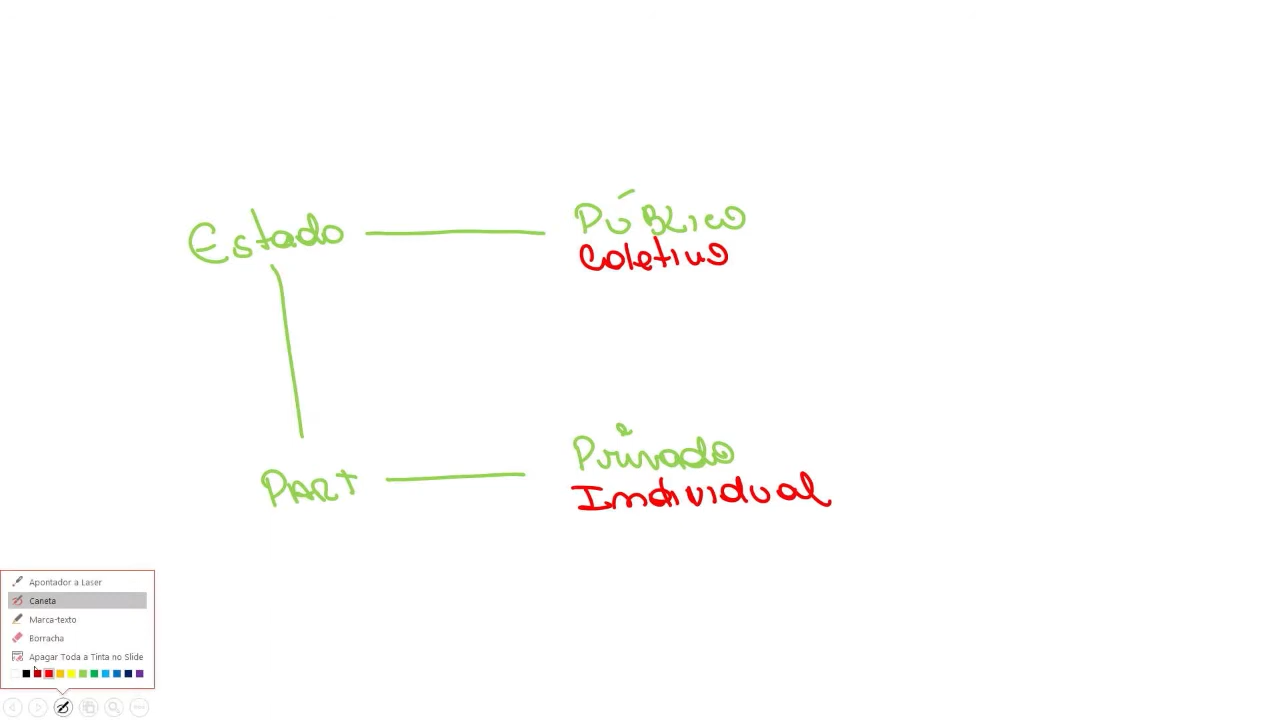 Estado
Público
Coletivo
PART
Privado
Individual
Apontador a Laser
Caneta
Marca-texto
Borracha
Apagar Toda a Tinta no Slide